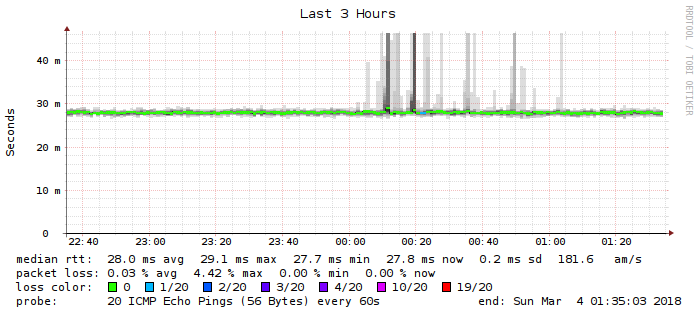 Last 3 Hours
RRDTOOL / TOBI OETIKER
Seconds
40 m
30 m
20 m
10 m
0
22:40 23:00 23:20 23:40 00:00 00:20 00:40 01:00 01:20
median rtt: 28.0 ms avg 29.1 ms max 27.7 ms min 27.8 ms now 0.2 ms sd 181.6 am/s
packet loss: 0.03 % avg 4.42 % max 0.00 % min 0.00 % now
loss color: 0 1/20 2/20 3/20 4/20 10/20 19/20
probe: 20 ICMP Echo Pings (56 Bytes) every 60s end: Sun Mar 4 01:35:03 2018